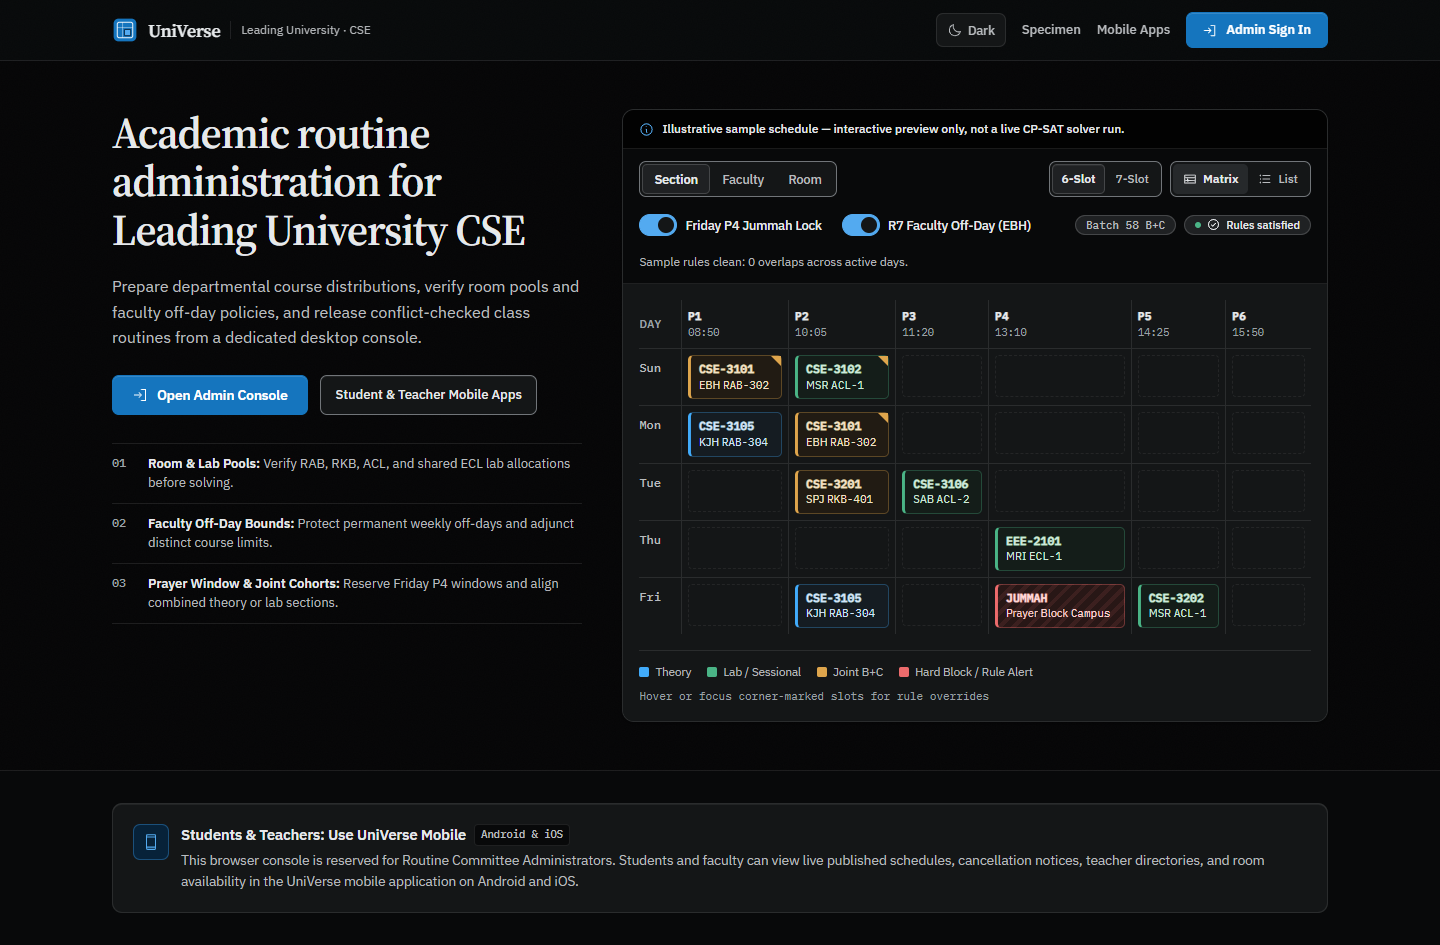 UniVerse
Leading University · CSE
Dark
Specimen
Mobile Apps
Admin Sign In
Academic routine
administration for
Leading University CSE
Prepare departmental course distributions, verify room pools and
faculty off-day policies, and release conflict-checked class
routines from a dedicated desktop console.
Open Admin Console
Student & Teacher Mobile Apps
01 Room & Lab Pools: Verify RAB, RKB, ACL, and shared ECL lab allocations
before solving.
02 Faculty Off-Day Bounds: Protect permanent weekly off-days and adjunct
distinct course limits.
03 Prayer Window & Joint Cohorts: Reserve Friday P4 windows and align
combined theory or lab sections.
Illustrative sample schedule — interactive preview only, not a live CP-SAT solver run.
Section Faculty Room
6-Slot 7-Slot
Matrix List
Friday P4 Jummah Lock
R7 Faculty Off-Day (EBH)
Batch 58 B+C
Rules satisfied
Sample rules clean: 0 overlaps across active days.
DAY
P1 P2 P3 P4 P5 P6
08:50 10:05 11:20 13:10 14:25 15:50
Sun
CSE-3101 CSE-3102
EBH RAB-302 MSR ACL-1
Mon
CSE-3105 CSE-3101
KJH RAB-304 EBH RAB-302
Tue
CSE-3201 CSE-3106
SPJ RKB-401 SAB ACL-2
Thu
EEE-2101
MRI ECL-1
Fri
CSE-3105 JUMMAH CSE-3202
KJH RAB-304 Prayer Block Campus MSR ACL-1
Theory Lab / Sessional Joint B+C Hard Block / Rule Alert
Hover or focus corner-marked slots for rule overrides
Students & Teachers: Use UniVerse Mobile Android & iOS
This browser console is reserved for Routine Committee Administrators. Students and faculty can view live published schedules, cancellation notices, teacher directories, and room
availability in the UniVerse mobile application on Android and iOS.